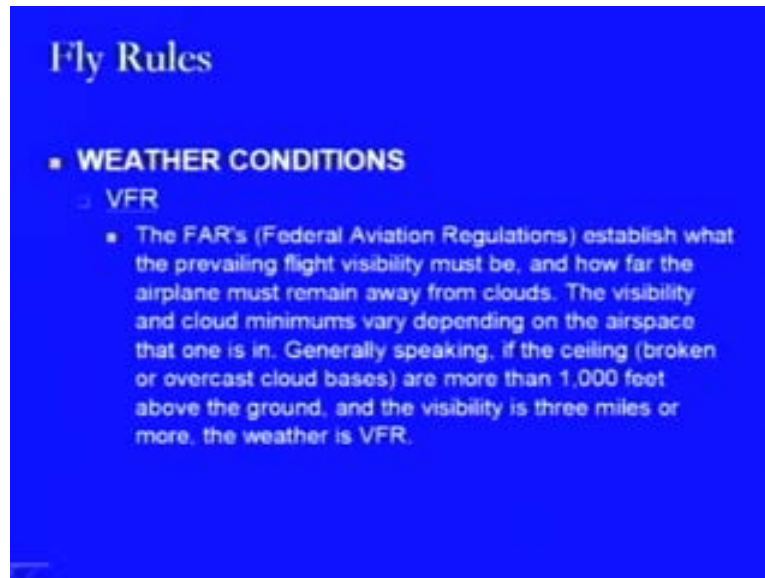 Fly Rules
WEATHER CONDITIONS
VFR
The FAR's (Federal Aviation Regulations) establish what
the prevailing flight visibility must be, and how far the
airplane must remain away from clouds. The visibility
and cloud minimums vary depending on the airspace
that one is in. Generally speaking, if the ceiling (broken
or overcast cloud bases) are more than 1,000 feet
above the ground, and the visibility is three miles or
more, the weather is VFR.